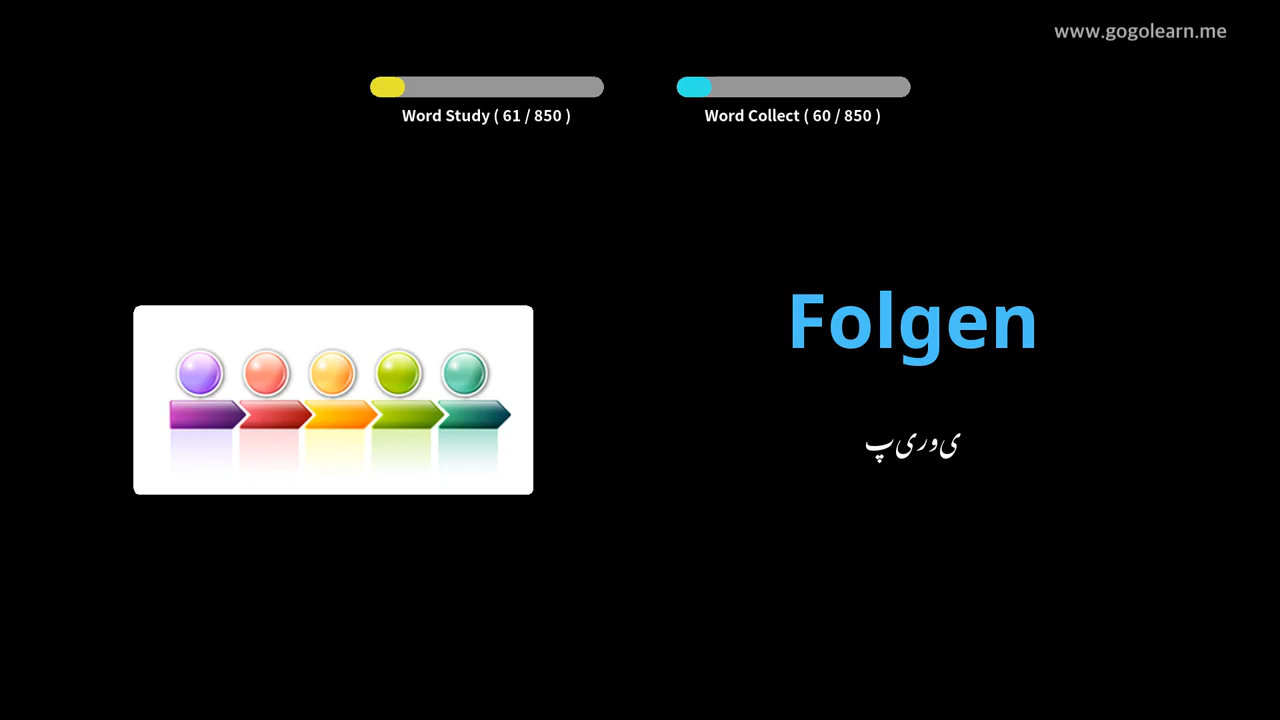 www.gogolearn.me
Word Study ( 61 / 850 )
Word Collect ( 60 / 850 )
Folgen
پیروی